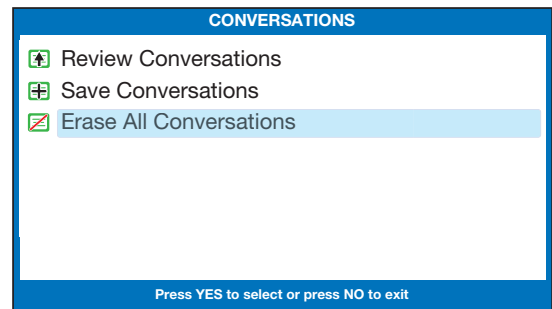 CONVERSATIONS
Review Conversations
Save Conversations
Erase All Conversations
Press YES to select or press NO to exit